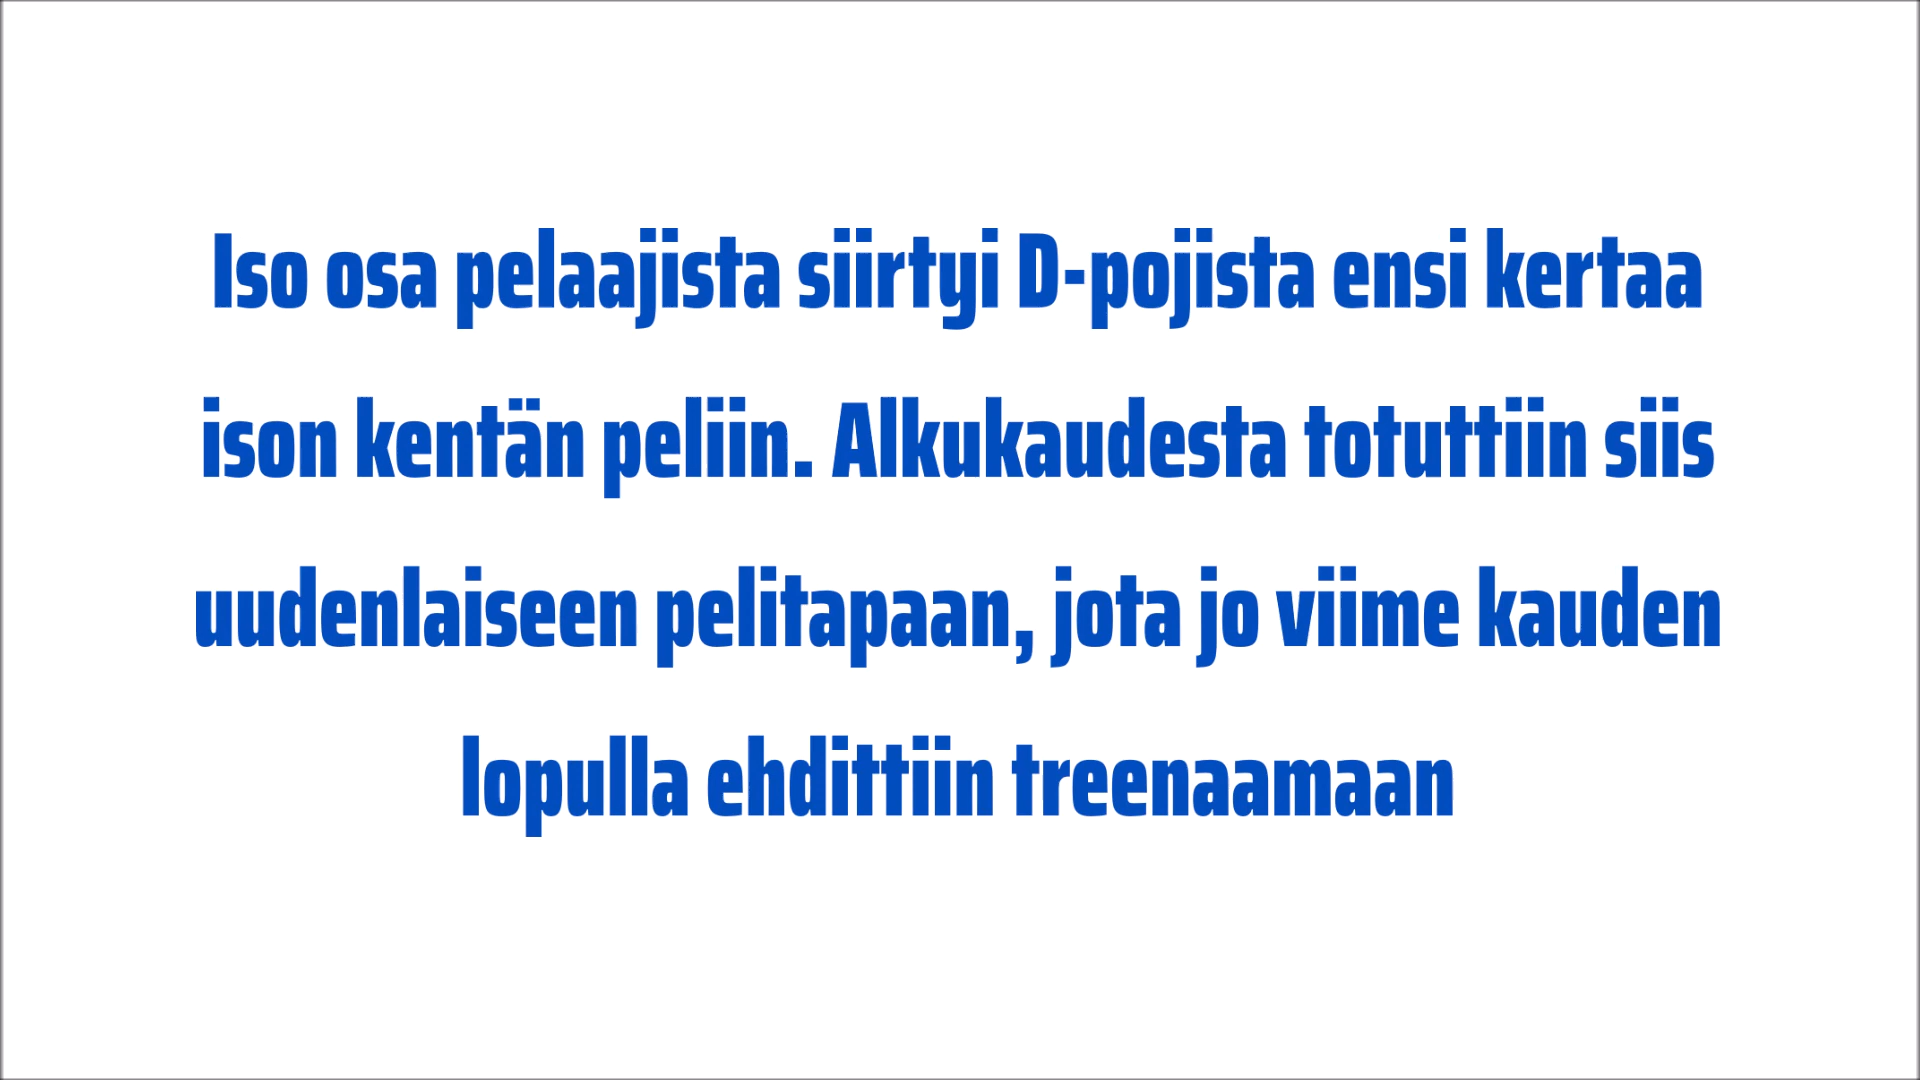 Iso osa pelaajista siirtyi D-pojista ensi kertaa
ison kentän peliin. Alkukaudesta totuttiin siis
uudenlaiseen pelitapaan, jota jo viime kauden
lopulla ehdittiin treenaamaan